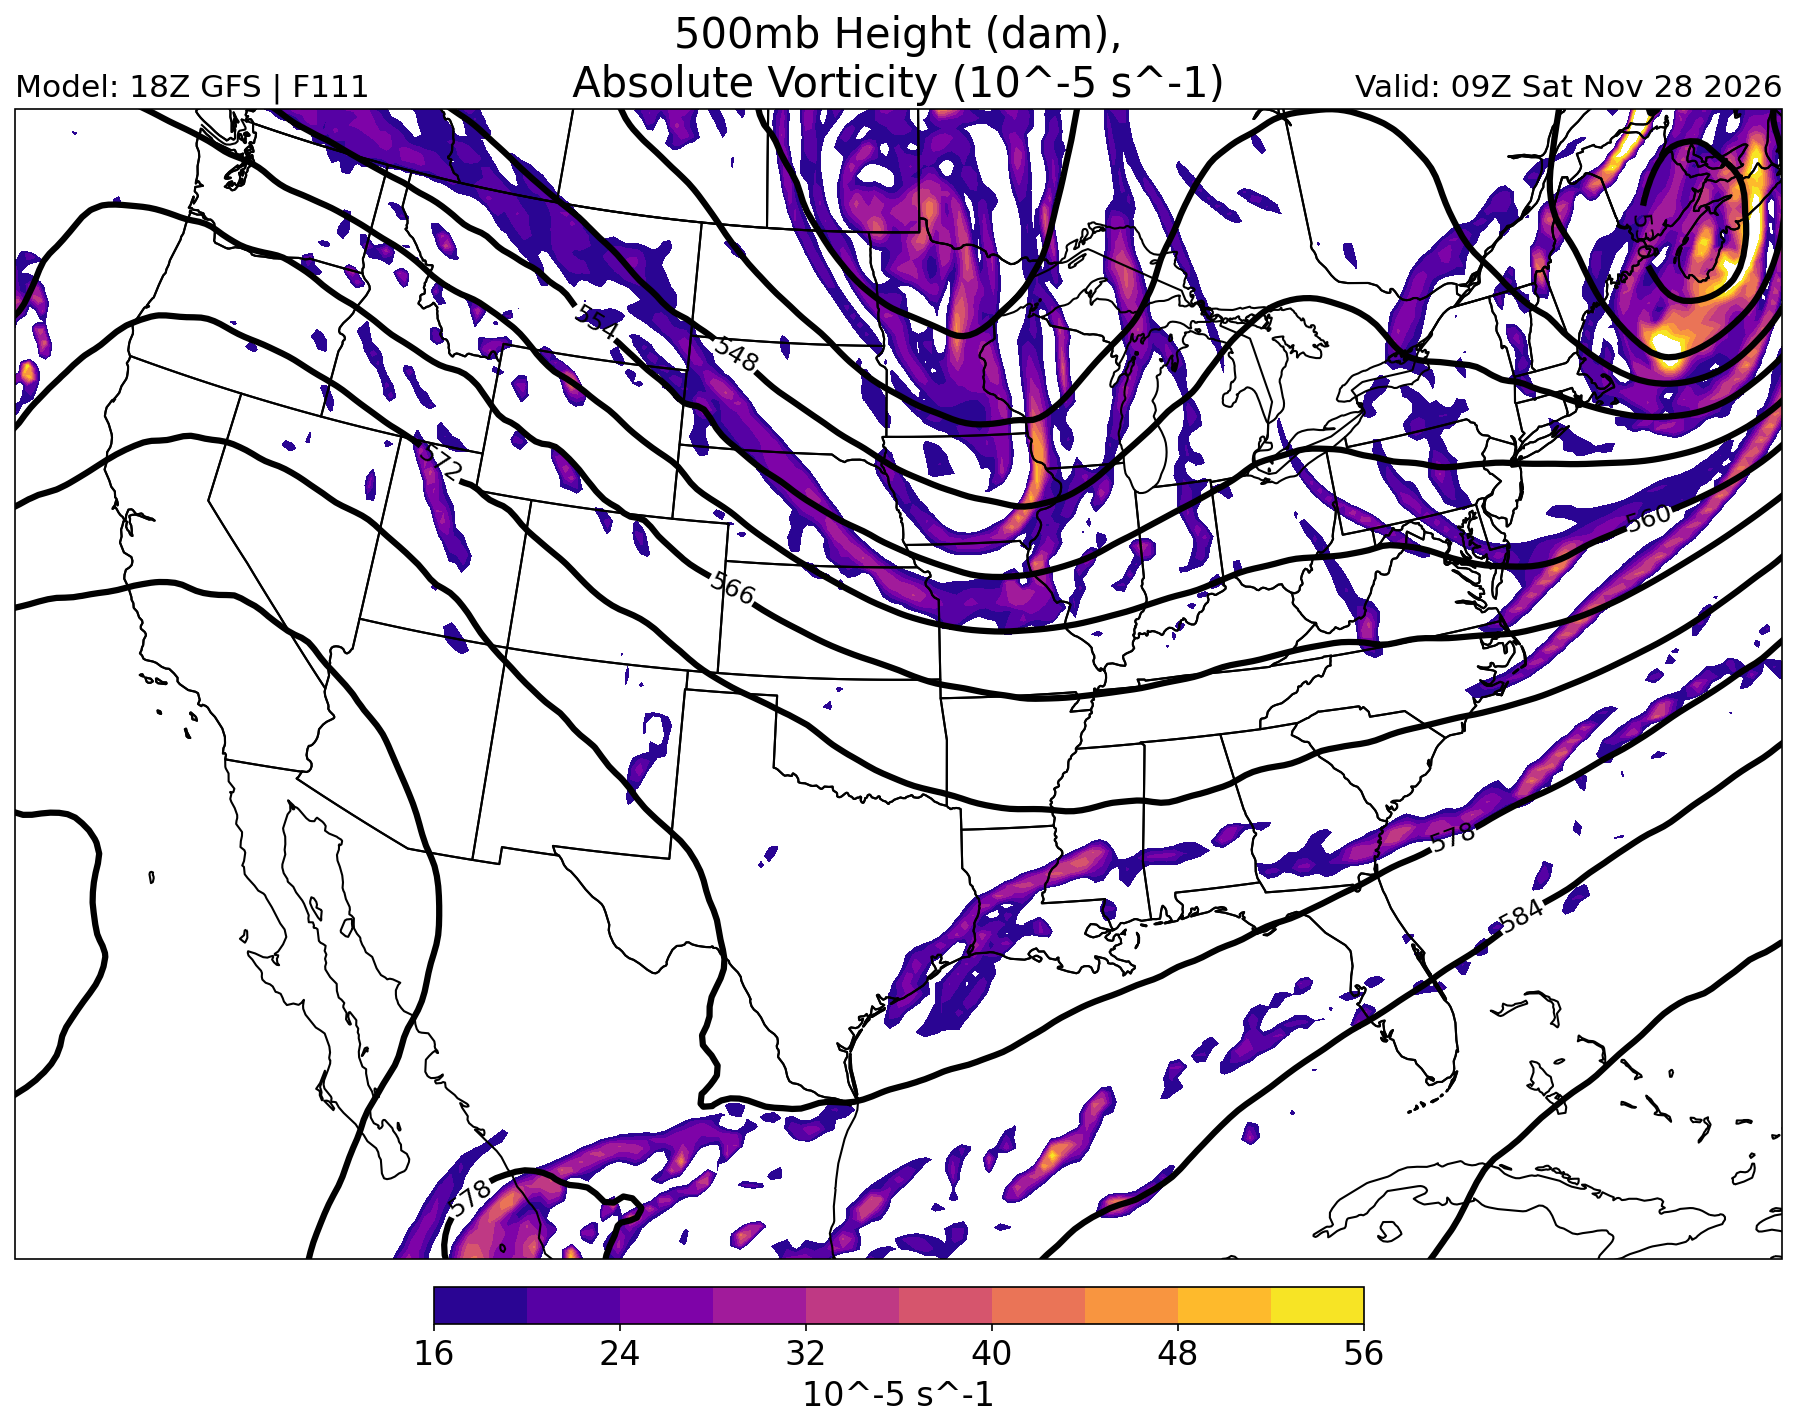 500mb Height (dam),
Model: 18Z GFS | F111
Absolute Vorticity (10^-5 s^-1)
Valid: 09Z Sat Nov 28 2026
536
554
548
572
560
566
578
584
578
16 24 32 40 48 56
10^-5 s^-1